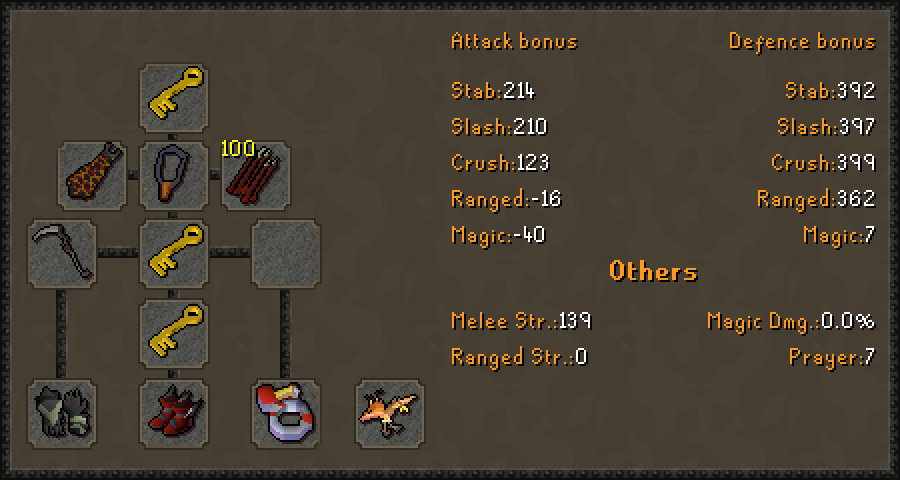 Attack bonus Defence bonus
Stab:214 Stab:392
Slash:210 Slash:397
100
Crush:123 Crush:399
Ranged:-16 Ranged:362
Magic:-40 Magic:7
Others
Melee Str.:139 Magic Dmg.:0.0%
Ranged Str.:0 Prayer:7